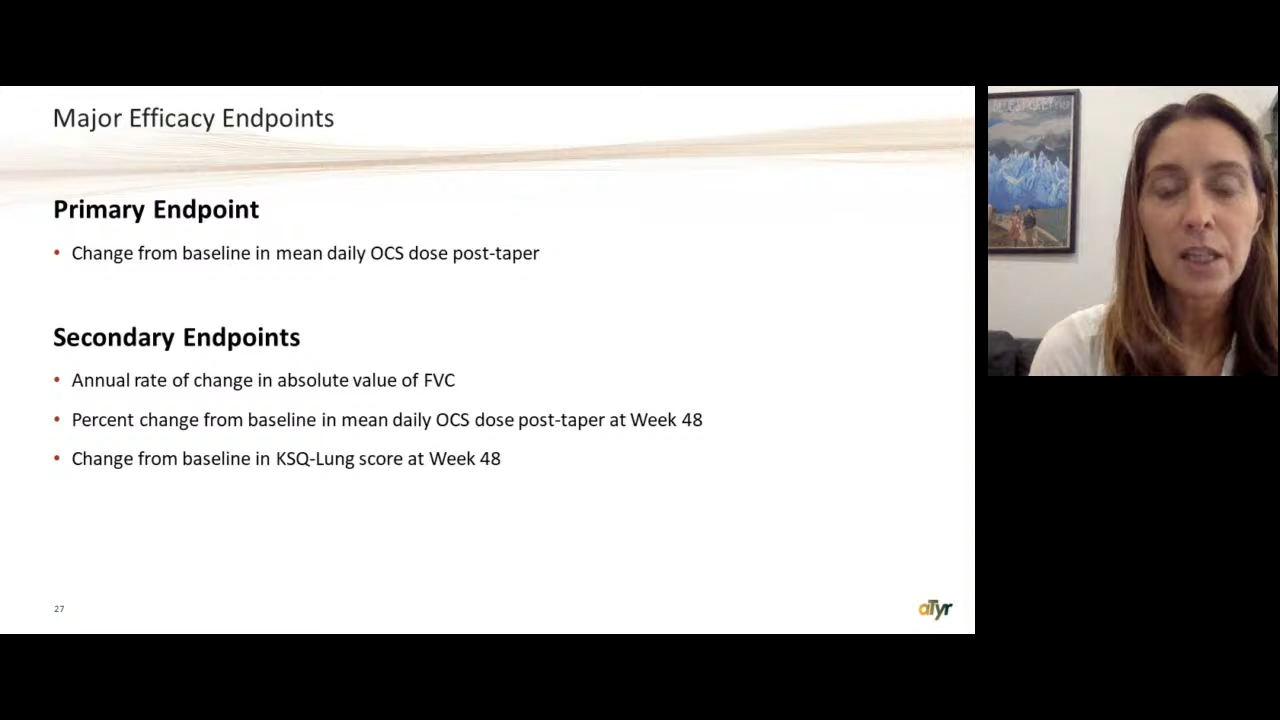 Major Efficacy Endpoints
Primary Endpoint
• Change from baseline in mean daily OCS dose post-taper
Secondary Endpoints
• Annual rate of change in absolute value of FVC
• Percent change from baseline in mean daily OCS dose post-taper at Week 48
• Change from baseline in KSQ-Lung score at Week 48
27
aTyr